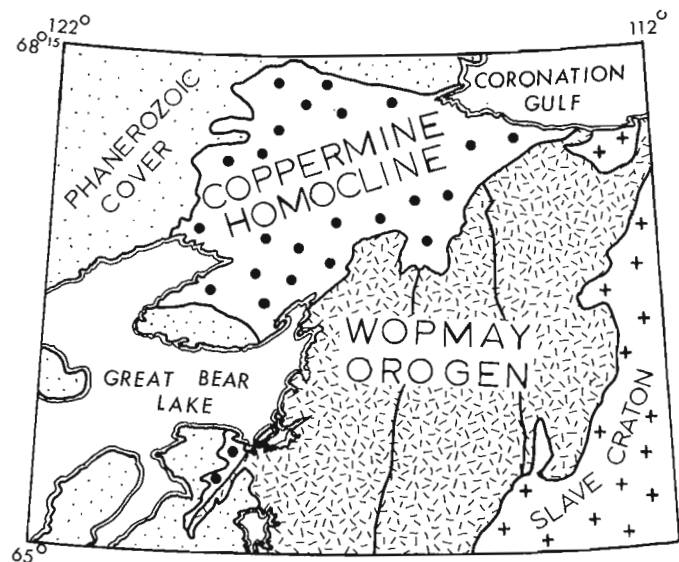 122°
112°
68°15
CORONATION
GULF
PHANEROZOIC
COVER
COPPERMINE
HOMOCLINE
WOPMAY
OROGEN
GREAT BEAR
LAKE
SLAVE CRATON
65°